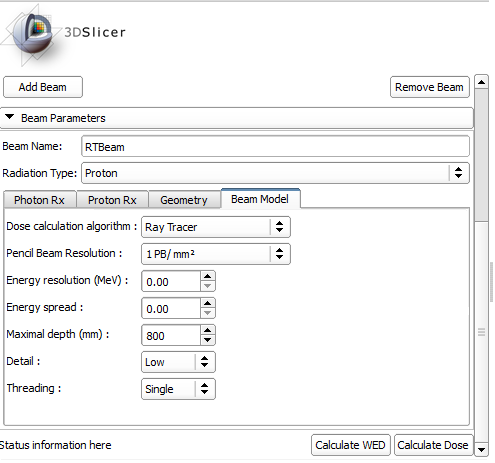 3DSlicer
Add Beam Remove Beam
Beam Parameters
Beam Name: RTBeam
Radiation Type: Proton
Photon Rx Proton Rx Geometry Beam Model
Dose calculation algorithm : Ray Tracer
Pencil Beam Resolution : 1 PB/ mm²
Energy resolution (MeV) : 0.00
Energy spread : 0.00
Maximal depth (mm) : 800
Detail : Low
Threading : Single
Status information here Calculate WED Calculate Dose